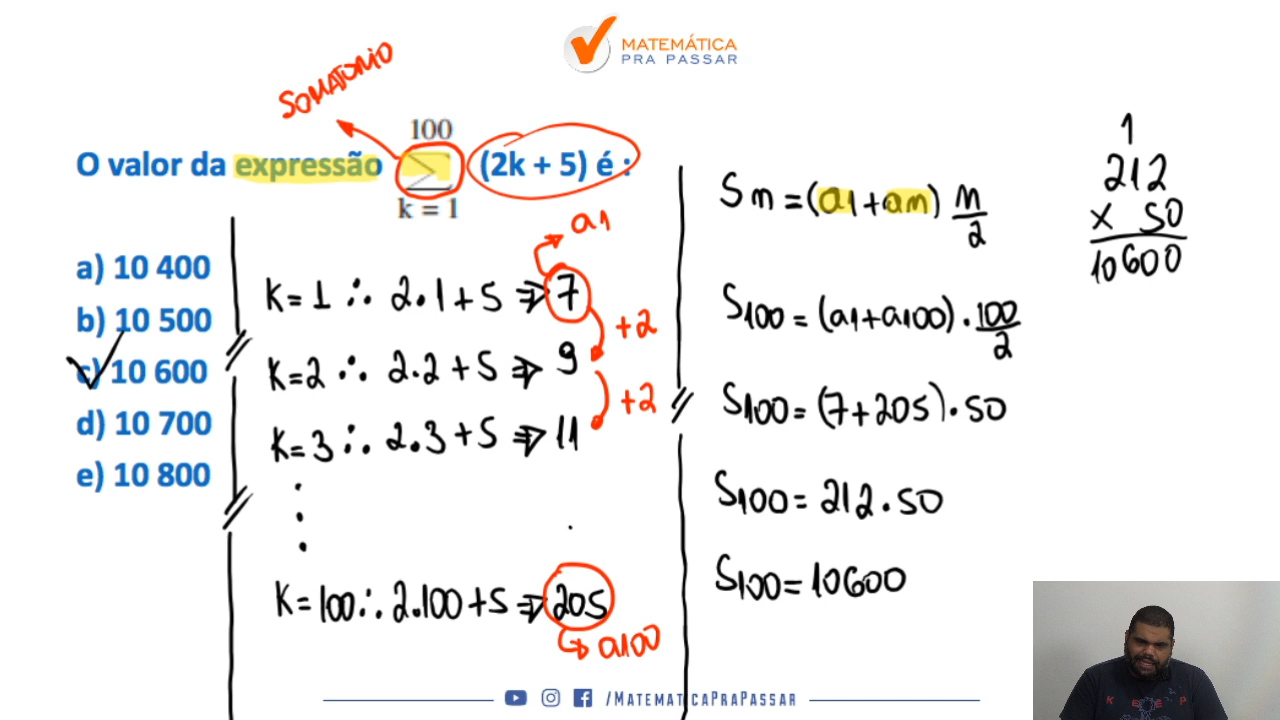 MATEMÁTICA
PRA PASSAR
SOMATORIO
100
O valor da expressão ∑ (2k + 5) é :
k = 1
a) 10 400
b) 10 500
c) 10 600
d) 10 700
e) 10 800
a1
K=1 ∴ 2.1+5 ⇒ 7
+2
K=2 ∴ 2.2+5 ⇒ 9
+2
K=3 ∴ 2.3+5 ⇒ 11
.
.
.
K=100 ∴ 2.100+5 ⇒ 205
a100
Sn = (a1+an) n/2
S100 = (a1+a100) . 100/2
S100 = (7+205) . 50
S100 = 212.50
S100 = 10600
1
212
x 50
10600
/MatematicaPraPassar
KEEP